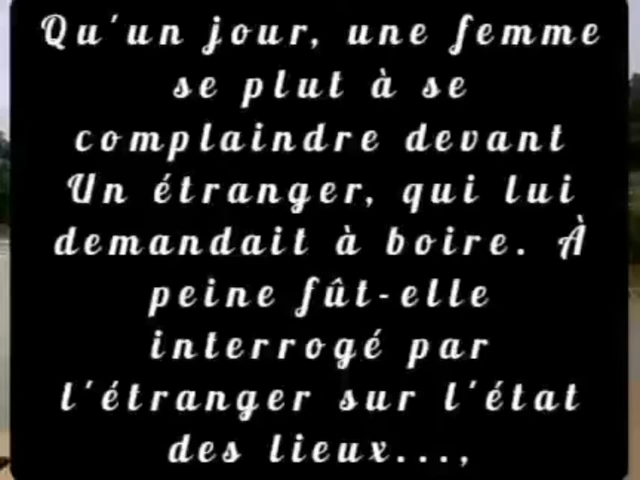 Qu'un jour, une femme
se plut à se
complaindre devant
Un étranger, qui lui
demandait à boire. À
peine fût-elle
interrogé par
l'étranger sur l'état
des lieux...,